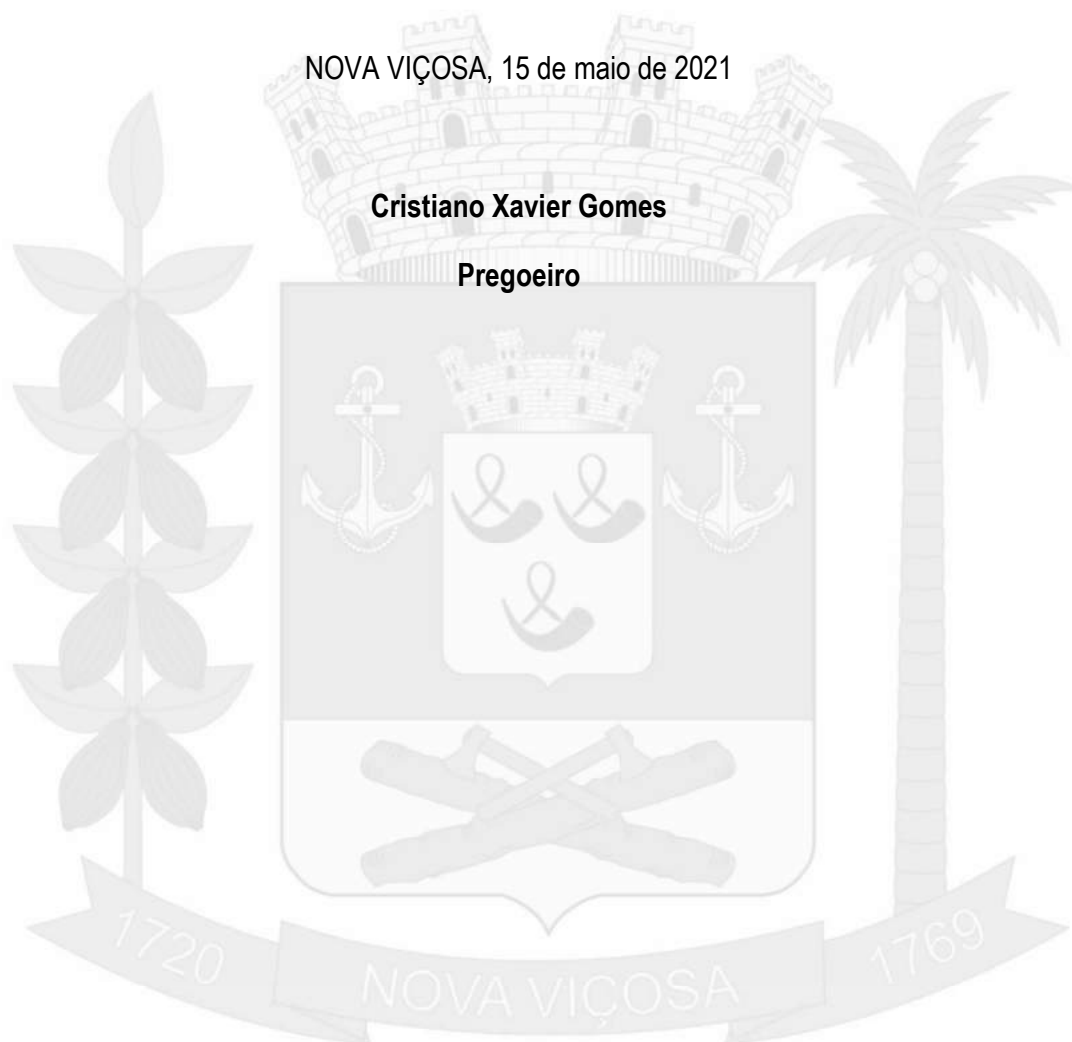 NOVA VIÇOSA, 15 de maio de 2021
Cristiano Xavier Gomes
Pregoeiro
1720
NOVA VIÇOSA
1769